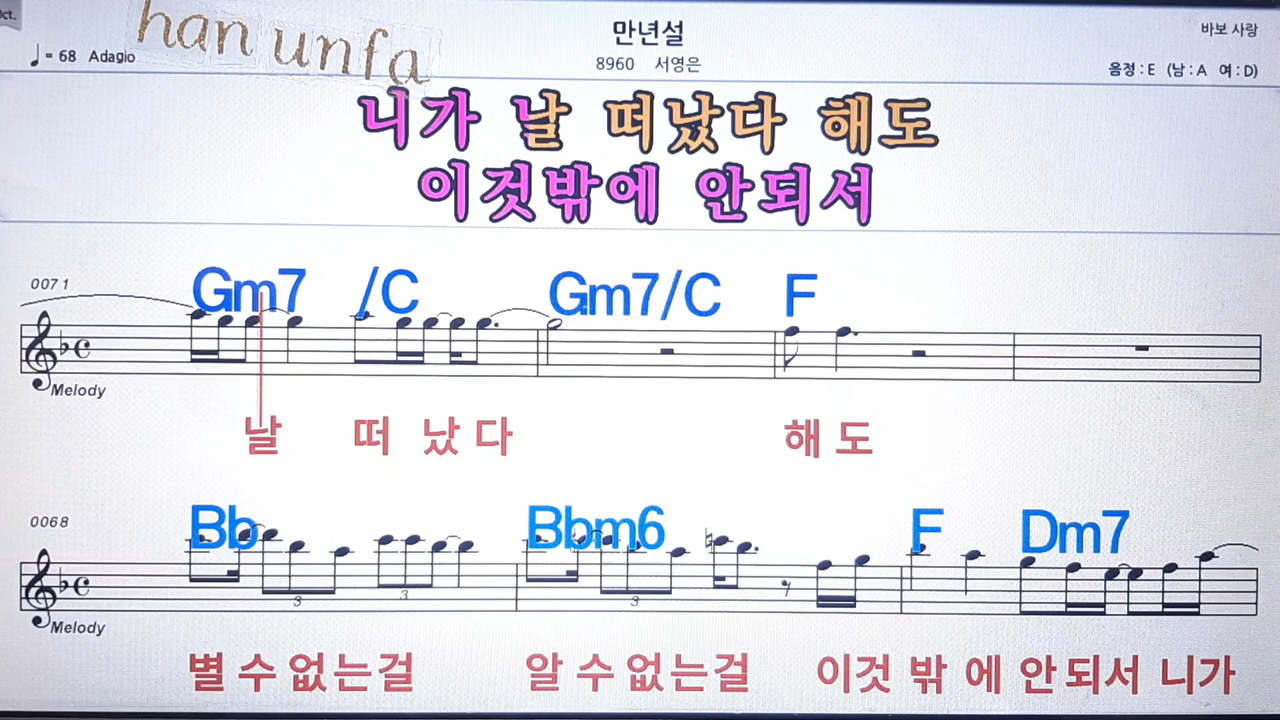 ct.
han unfa
만년설
바보 사랑
♩= 68 Adagio
8960 서영은
음정 : E (남 : A 여 : D)
니가 날 떠났다 해도
이것밖에 안되서
0071
Gm7 /C Gm7/C F
Melody
날 떠 났 다 해 도
0068
Bb Bbm6 F Dm7
3 3 3
Melody
별 수 없는걸 알 수 없는걸 이것 밖 에 안되서 니가